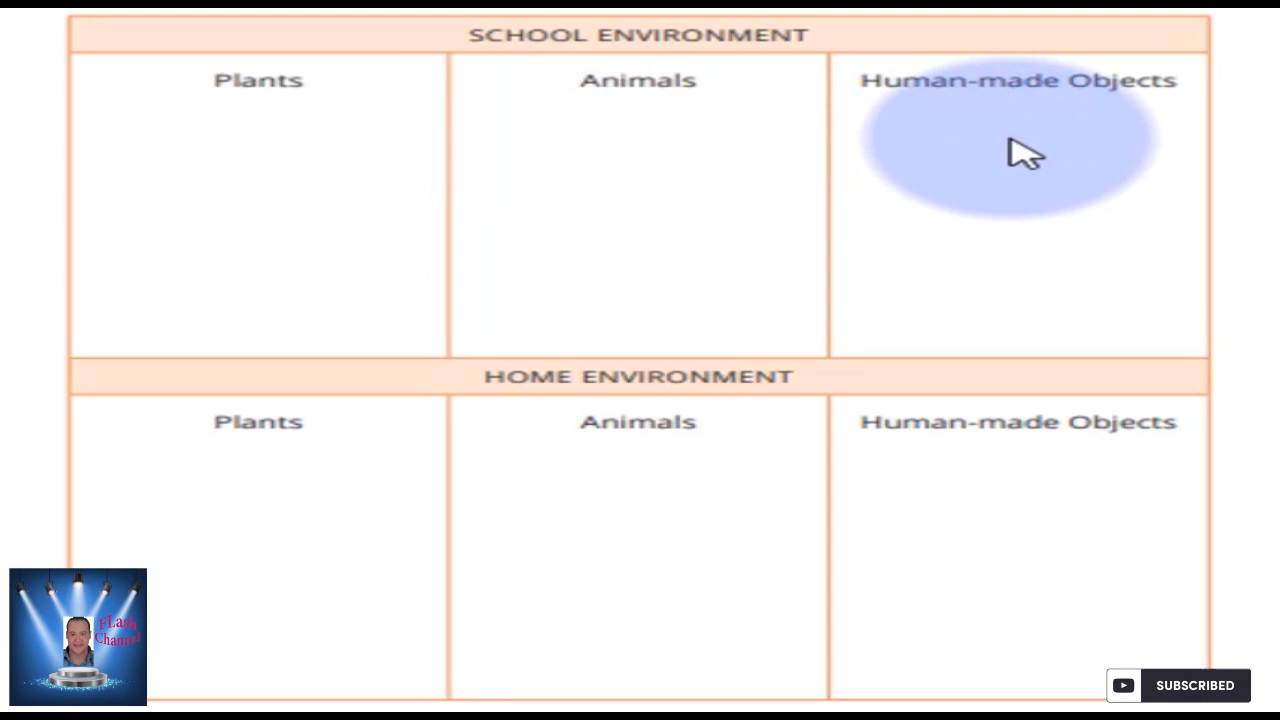 SCHOOL ENVIRONMENT
Plants Animals Human-made Objects
HOME ENVIRONMENT
Plants Animals Human-made Objects
FLash
Channel
SUBSCRIBED